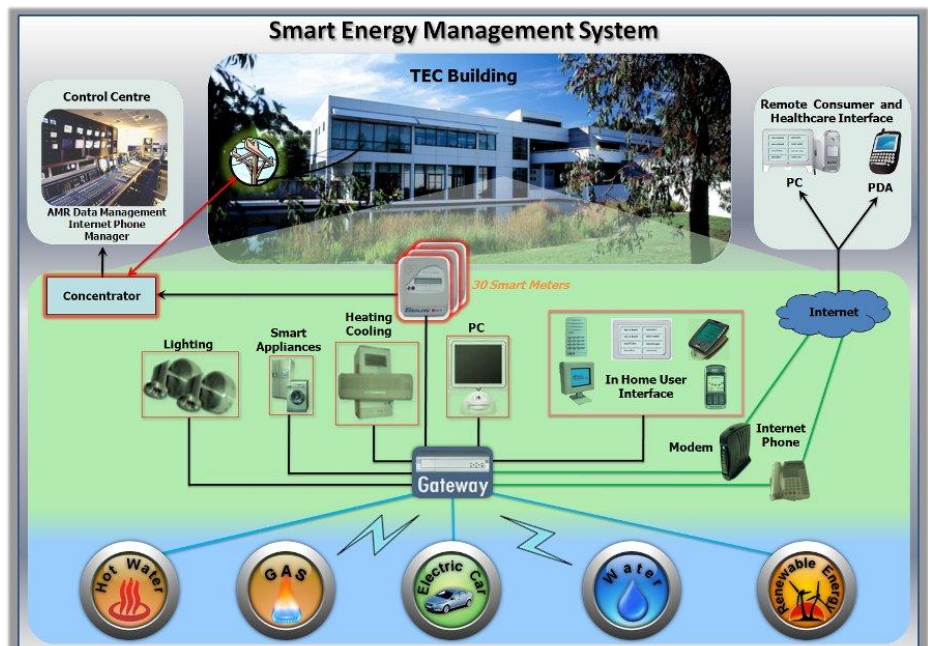 Smart Energy Management System
TEC Building
Control Centre
AMR Data Management
Internet Phone
Manager
Remote Consumer and
Healthcare Interface
PC
PDA
Concentrator
30 Smart Meters
Internet
Lighting
Smart
Appliances
Heating
Cooling
PC
In Home User
Interface
Modem
Internet
Phone
Gateway
Hot Water
GAS
Electric Car
Water
Renewable Energy